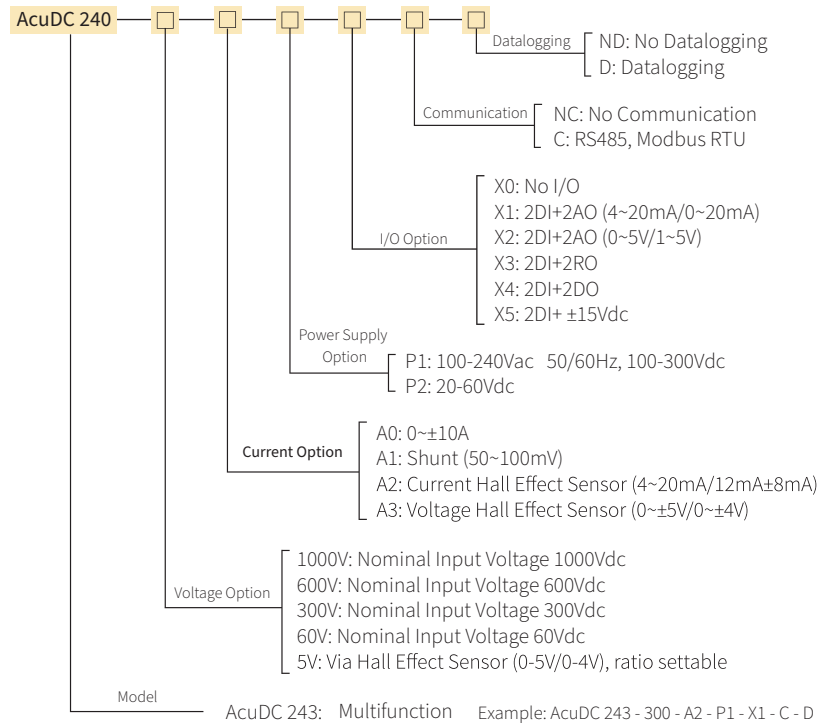 AcuDC 240
Datalogging
ND: No Datalogging
D: Datalogging
Communication
NC: No Communication
C: RS485, Modbus RTU
I/O Option
X0: No I/O
X1: 2DI+2AO (4~20mA/0~20mA)
X2: 2DI+2AO (0~5V/1~5V)
X3: 2DI+2RO
X4: 2DI+2DO
X5: 2DI+ ±15Vdc
Power Supply
Option
P1: 100-240Vac 50/60Hz, 100-300Vdc
P2: 20-60Vdc
Current Option
A0: 0~±10A
A1: Shunt (50~100mV)
A2: Current Hall Effect Sensor (4~20mA/12mA±8mA)
A3: Voltage Hall Effect Sensor (0~±5V/0~±4V)
Voltage Option
1000V: Nominal Input Voltage 1000Vdc
600V: Nominal Input Voltage 600Vdc
300V: Nominal Input Voltage 300Vdc
60V: Nominal Input Voltage 60Vdc
5V: Via Hall Effect Sensor (0-5V/0-4V), ratio settable
Model
AcuDC 243: Multifunction Example: AcuDC 243 - 300 - A2 - P1 - X1 - C - D